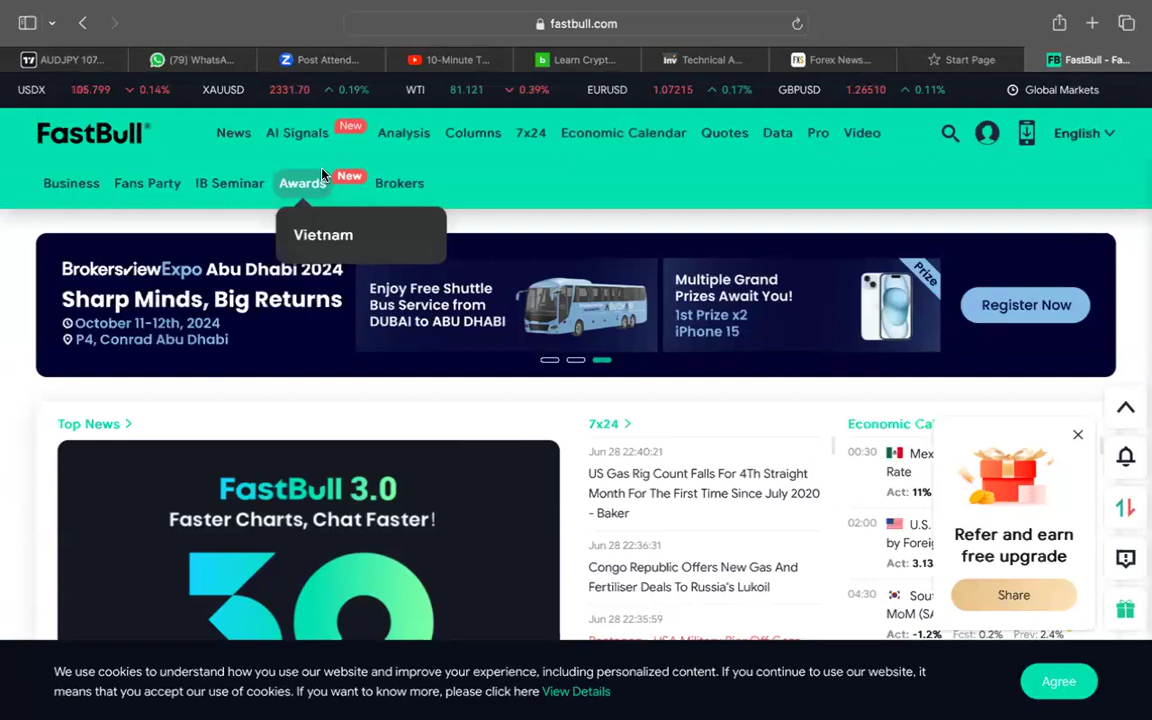 fastbull.com
AUDJPY 107...
(79) WhatsA...
Post Attend...
10-Minute T...
Learn Crypt...
Technical A...
Forex News...
Start Page
FastBull - Fa...
USDX 105.799 0.14% XAUUSD 2331.70 0.19% WTI 81.121 0.39% EURUSD 1.07215 0.17% GBPUSD 1.26510 0.11% Global Markets
FastBull
News AI Signals New Analysis Columns 7x24 Economic Calendar Quotes Data Pro Video English
Business Fans Party IB Seminar Awards New Brokers
Vietnam
BrokersviewExpo Abu Dhabi 2024
Sharp Minds, Big Returns
October 11-12th, 2024
P4, Conrad Abu Dhabi
Enjoy Free Shuttle
Bus Service from
DUBAI to ABU DHABI
Multiple Grand
Prizes Await You!
1st Prize x2
iPhone 15
Prize
Register Now
Top News >
FastBull 3.0
Faster Charts, Chat Faster!
30
7x24 >
Jun 28 22:40:21
US Gas Rig Count Falls For 4Th Straight
Month For The First Time Since July 2020
- Baker
Jun 28 22:36:31
Congo Republic Offers New Gas And
Fertiliser Deals To Russia's Lukoil
Jun 28 22:35:59
Economic Ca
00:30 Mex
Rate
Act: 11%
02:00 U.S.
by Foreig
Act: 3.13
04:30 Sou
MoM (SA
Act: -1.2% Fcst: 0.2% Prev: 2.4%
Refer and earn
free upgrade
Share
We use cookies to understand how you use our website and improve your experience, including personalized content. If you continue to use our website, it
means that you accept our use of cookies. If you want to know more, please click here View Details
Agree